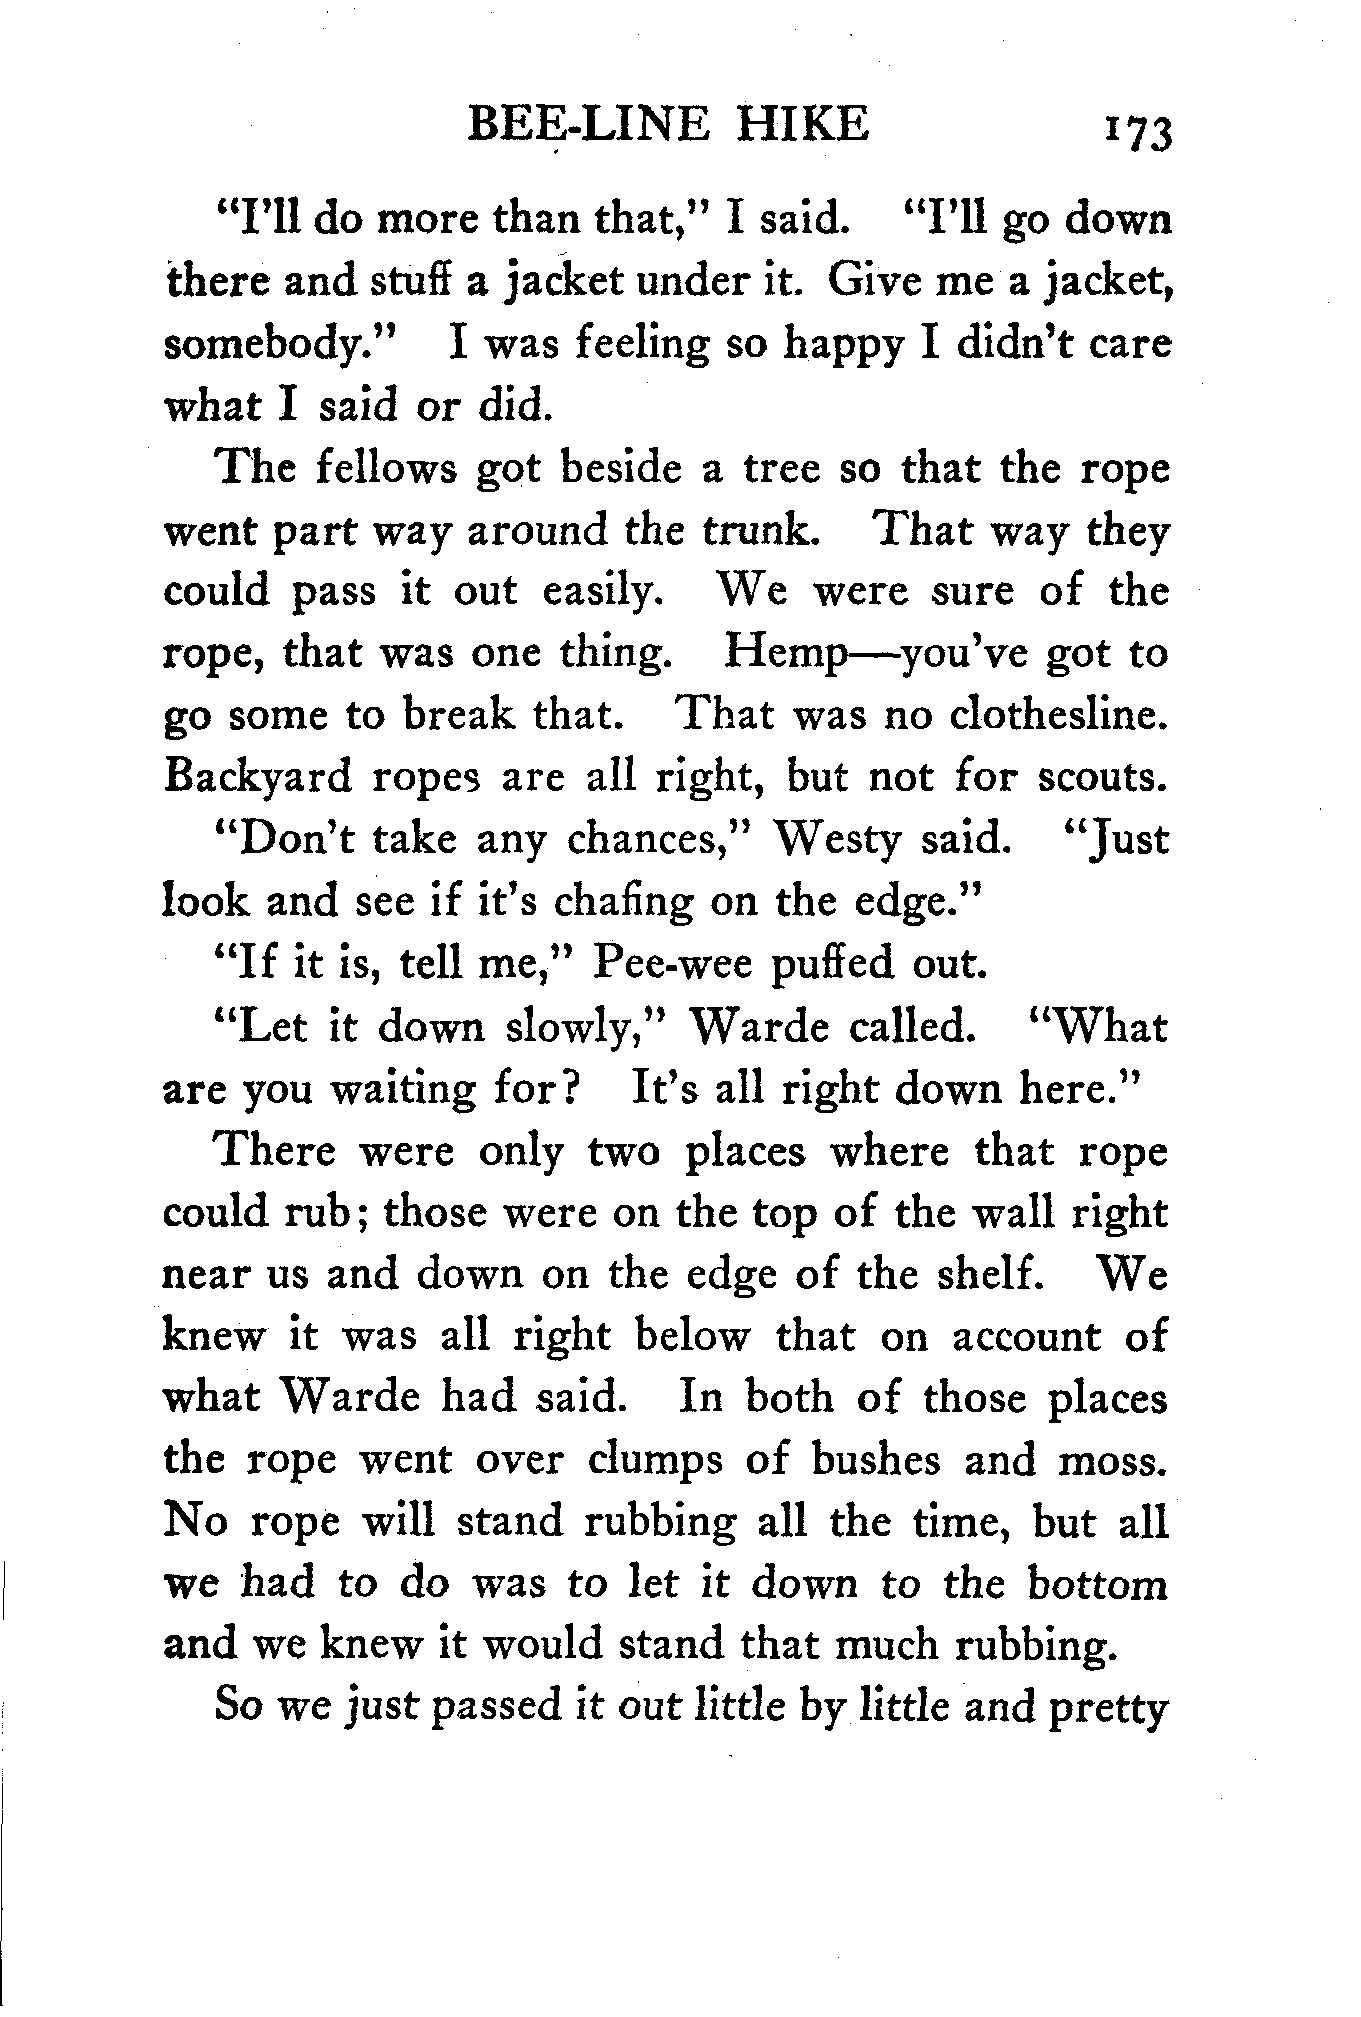 BEE-LINE HIKE 173
“I’ll do more than that,” I said. “I’ll go down
there and stuff a jacket under it. Give me a jacket,
somebody.” I was feeling so happy I didn’t care
what I said or did.
The fellows got beside a tree so that the rope
went part way around the trunk. That way they
could pass it out easily. We were sure of the
rope, that was one thing. Hemp—you’ve got to
go some to break that. That was no clothesline.
Backyard ropes are all right, but not for scouts.
“Don’t take any chances,” Westy said. “Just
look and see if it’s chafing on the edge.”
“If it is, tell me,” Pee-wee puffed out.
“Let it down slowly,” Warde called. “What
are you waiting for? It’s all right down here.”
There were only two places where that rope
could rub; those were on the top of the wall right
near us and down on the edge of the shelf. We
knew it was all right below that on account of
what Warde had said. In both of those places
the rope went over clumps of bushes and moss.
No rope will stand rubbing all the time, but all
we had to do was to let it down to the bottom
and we knew it would stand that much rubbing.
So we just passed it out little by little and pretty